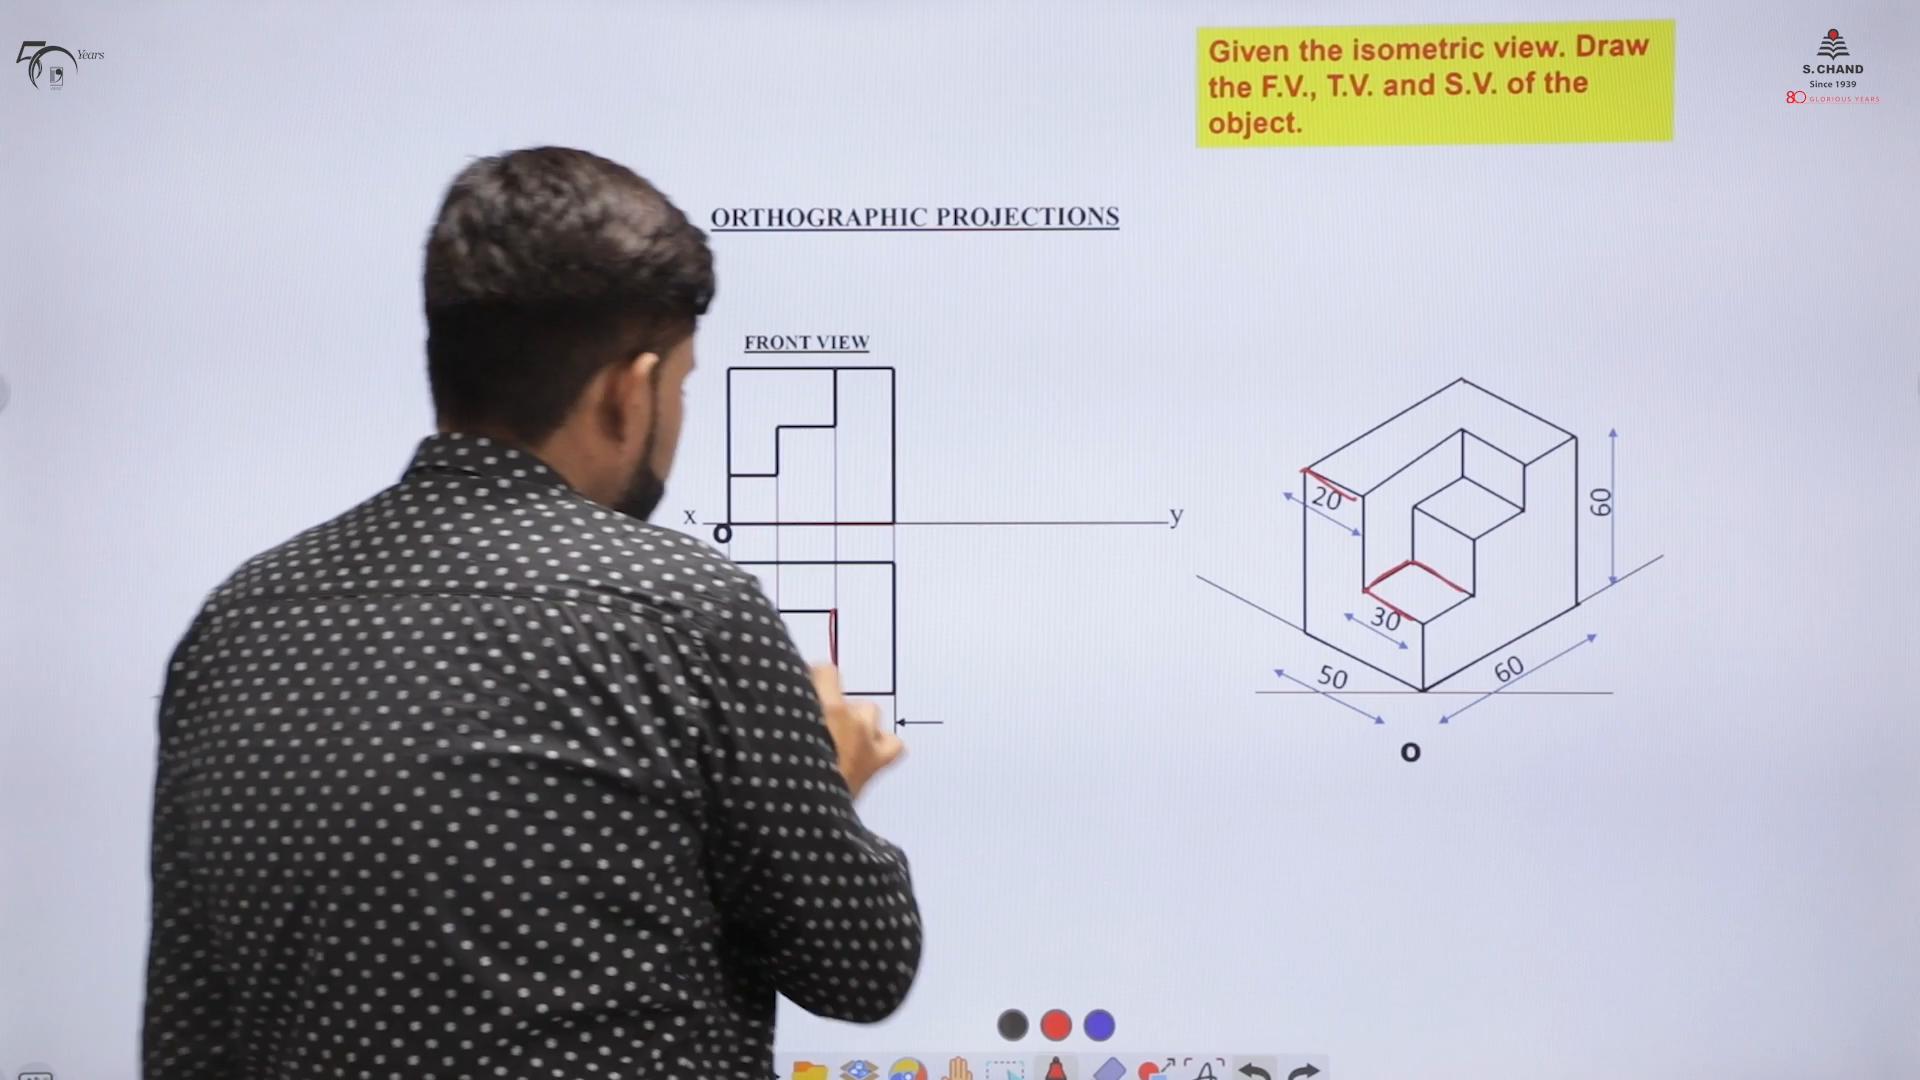 50 Years
Given the isometric view. Draw
the F.V., T.V. and S.V. of the
object.
S. CHAND
Since 1939
80 GLORIOUS YEARS
ORTHOGRAPHIC PROJECTIONS
FRONT VIEW
x
y
O
20
60
30
50
60
O